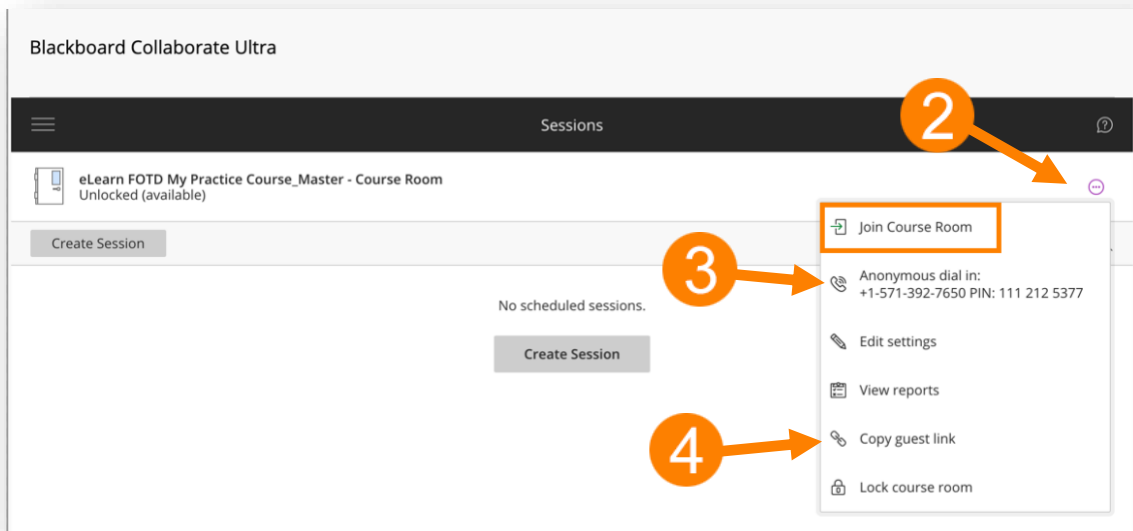 Blackboard Collaborate Ultra
Sessions
2
eLearn FOTD My Practice Course_Master - Course Room
Unlocked (available)
Join Course Room
Create Session
3
Anonymous dial in:
+1-571-392-7650 PIN: 111 212 5377
No scheduled sessions.
Create Session
Edit settings
View reports
4
Copy guest link
Lock course room